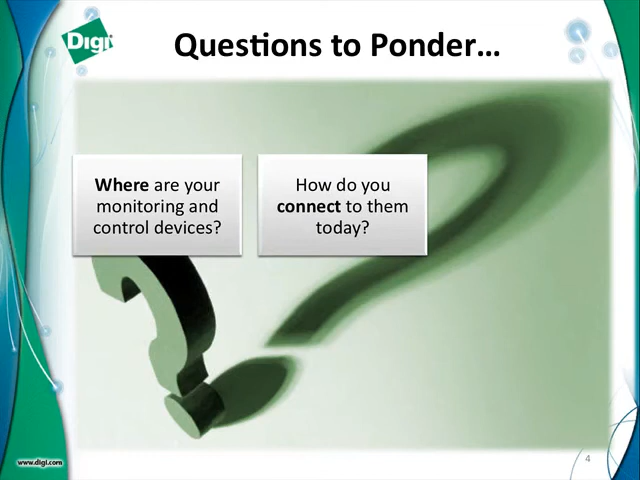 Digi
Questions to Ponder...
Where are your
monitoring and
control devices?
How do you
connect to them
today?
www.digi.com
4